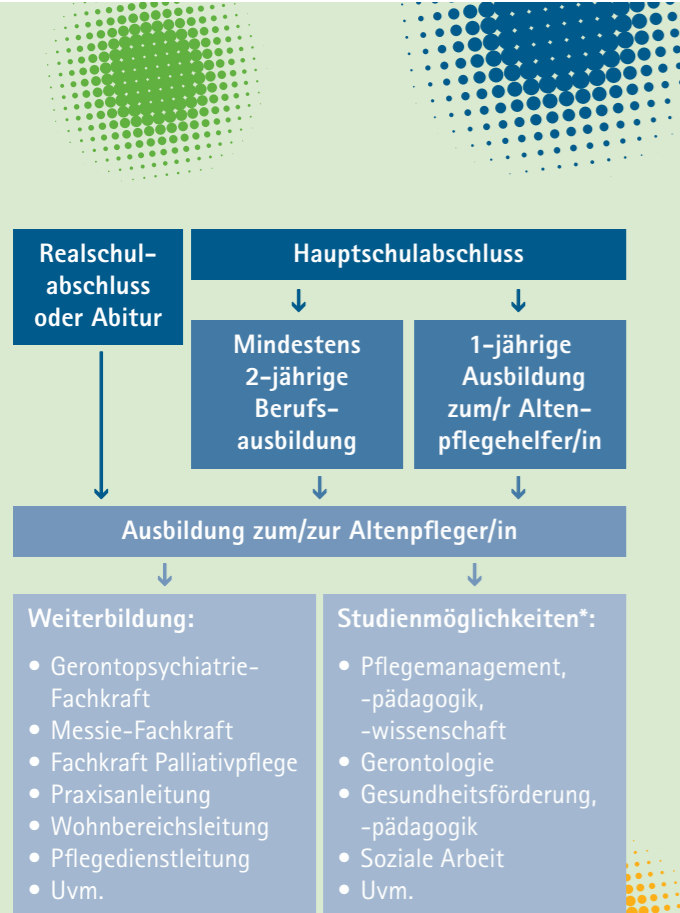 Realschul-
abschluss
oder Abitur
Hauptschulabschluss
Mindestens
2-jährige
Berufs-
ausbildung
1-jährige
Ausbildung
zum/r Alten-
pflegehelfer/in
Ausbildung zum/zur Altenpfleger/in
Weiterbildung:
• Gerontopsychiatrie-
Fachkraft
• Messie-Fachkraft
• Fachkraft Palliativpflege
• Praxisanleitung
• Wohnbereichsleitung
• Pflegedienstleitung
• Uvm.
Studienmöglichkeiten*:
• Pflegemanagement,
-pädagogik,
-wissenschaft
• Gerontologie
• Gesundheitsförderung,
-pädagogik
• Soziale Arbeit
• Uvm.